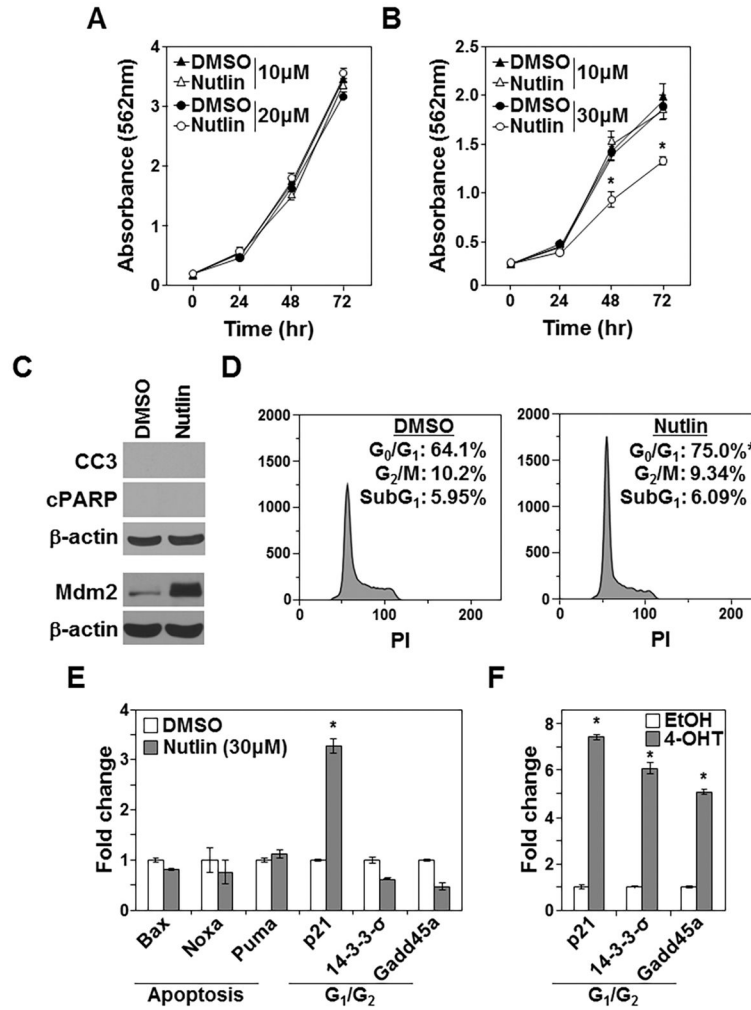 A
Absorbance (562nm)
4
3
2
1
0
DMSO
Nutlin
10µM
DMSO
Nutlin
20µM
0 24 48 72
Time (hr)
B
Absorbance (562nm)
2.5
2.0
1.5
1.0
0.5
0
DMSO
Nutlin
10µM
DMSO
Nutlin
30µM
*
*
0 24 48 72
Time (hr)
C
DMSO
Nutlin
CC3
cPARP
β-actin
Mdm2
β-actin
D
2000
1500
1000
500
0
DMSO
G0/G1: 64.1%
G2/M: 10.2%
SubG1: 5.95%
0 50 100 200
PI
2000
1500
1000
500
0
Nutlin
G0/G1: 75.0%*
G2/M: 9.34%
SubG1: 6.09%
0 50 100 200
PI
E
Fold change
4
3
2
1
0
DMSO
Nutlin (30µM)
*
Bax
Noxa
Puma
p21
14-3-3-σ
Gadd45a
Apoptosis
G1/G2
F
Fold change
8
6
4
2
0
EtOH
4-OHT
*
*
*
p21
14-3-3-σ
Gadd45a
G1/G2